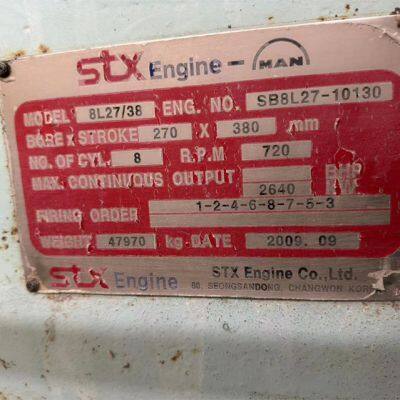 STX Engine - MAN
MODEL 8L27/38 ENG. NO. SB8L27-10130
BORE X STROKE 270 X 380 mm
NO. OF CYL. 8 R.P.M 720
MAX. CONTINUOUS OUTPUT 2640 BHP
FIRING ORDER 1-2-4-6-8-7-5-3
WEIGHT 47970 kg-DATE 2009. 09
STX Engine STX Engine Co.,Ltd.
80, SEONGSANDONG, CHANGWON KOR